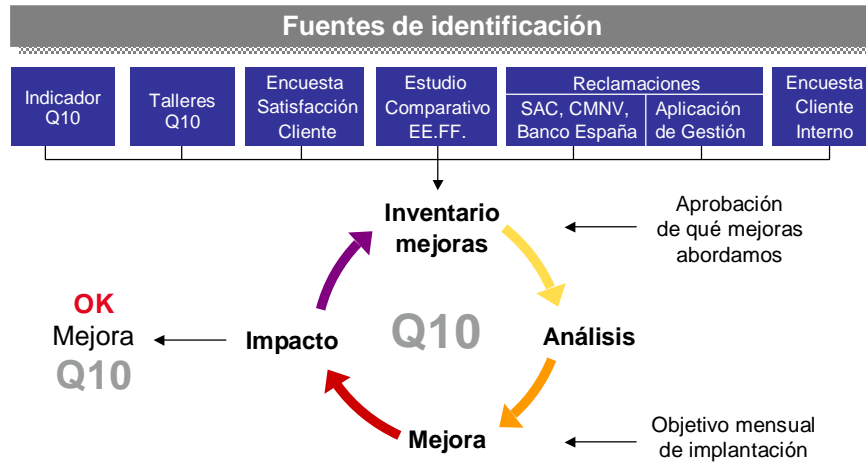 Fuentes de identificación
Indicador
Q10
Talleres
Q10
Encuesta
Satisfacción
Cliente
Estudio
Comparativo
EE.FF.
Reclamaciones
SAC, CMNV,
Banco España
Aplicación
de Gestión
Encuesta
Cliente
Interno
Inventario
mejoras
Aprobación
de qué mejoras
abordamos
OK
Mejora
Q10
Impacto
Q10
Análisis
Mejora
Objetivo mensual
de implantación